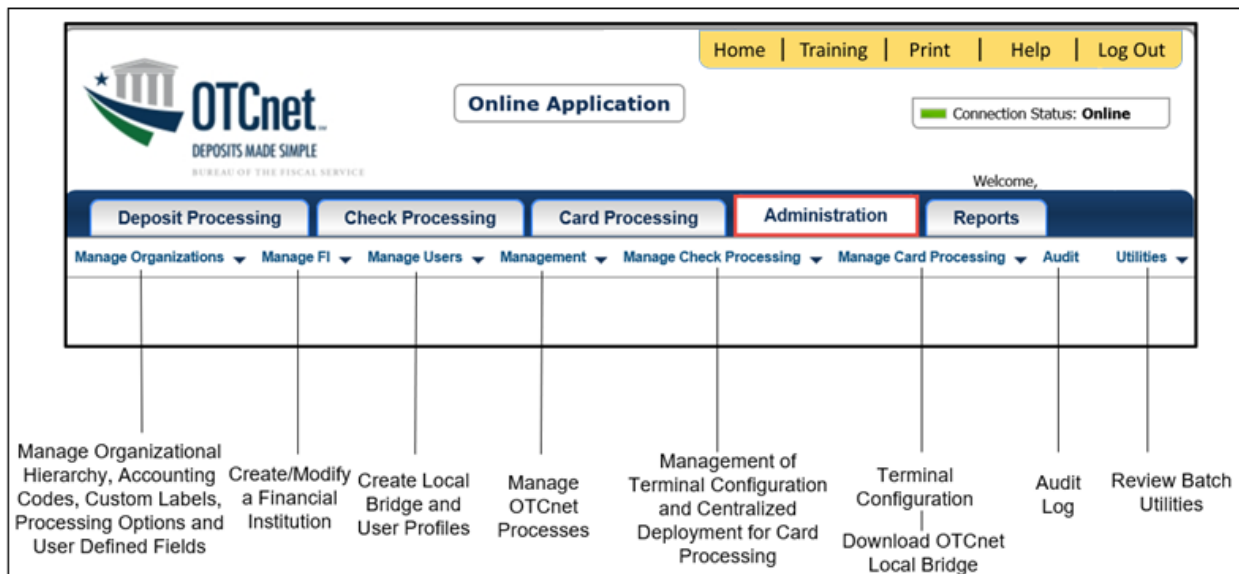 Home | Training | Print | Help | Log Out
OTCnet
DEPOSITS MADE SIMPLE
BUREAU OF THE FISCAL SERVICE
Online Application
Connection Status: Online
Welcome,
Deposit Processing Check Processing Card Processing Administration Reports
Manage Organizations Manage FI Manage Users Management Manage Check Processing Manage Card Processing Audit Utilities
Manage Organizational
Hierarchy, Accounting
Codes, Custom Labels,
Processing Options and
User Defined Fields
Create/Modify
a Financial
Institution
Create Local
Bridge and
User Profiles
Manage
OTCnet
Processes
Management of
Terminal Configuration
and Centralized
Deployment for Card
Processing
Terminal
Configuration
Download OTCnet
Local Bridge
Audit
Log
Review Batch
Utilities